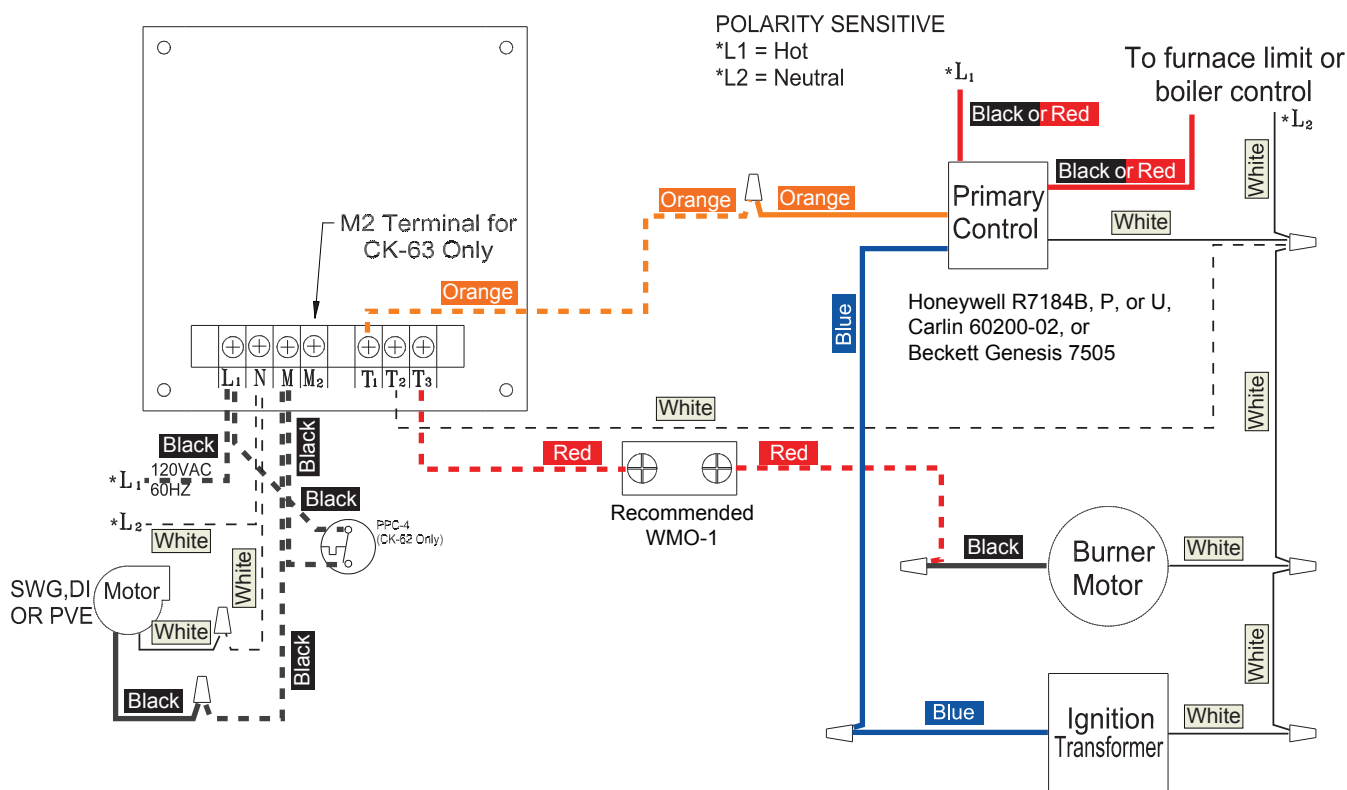 POLARITY SENSITIVE
*L1 = Hot
*L2 = Neutral
*L₁
To furnace limit or
boiler control
*L₂
Black or Red
Black or Red
White
Orange
Orange
Primary
Control
White
M2 Terminal for
CK-63 Only
Orange
Blue
Honeywell R7184B, P, or U,
Carlin 60200-02, or
Beckett Genesis 7505
L₁ N M M₂ T₁ T₂ T₃
White
White
Black
Black
120VAC
*L₁
60HZ
Red
Red
Black
Recommended
WMO-1
PPC-4
(CK-62 Only)
*L₂
White
White
Black
Burner
Motor
White
SWG,DI
OR PVE
Motor
White
Black
White
Black
Blue
Ignition
Transformer
White